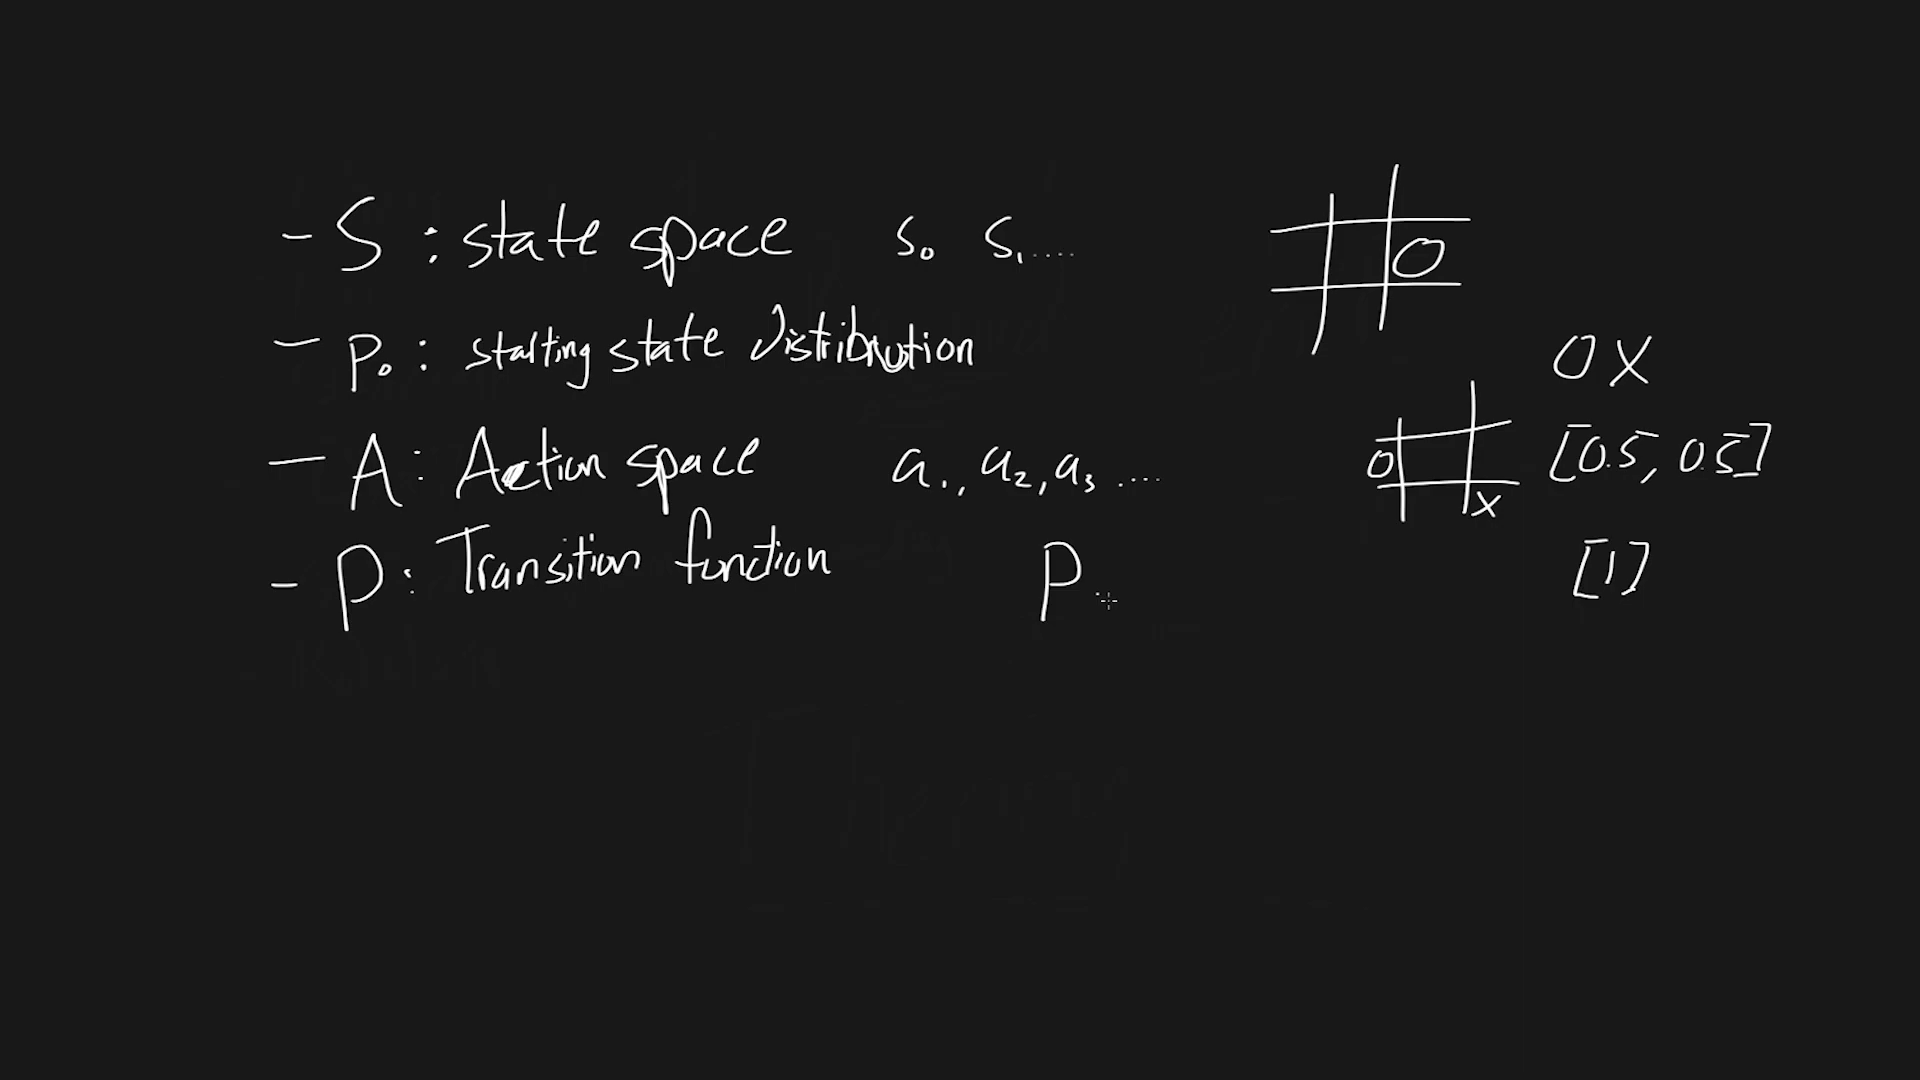 - S : state space s₀ s₁....
O
- p₀ : starting state distribution
O X
- A : Action space a₁, a₂, a₃ ....
O
X
[0.5, 0.5]
- P : Transition function P
[1]